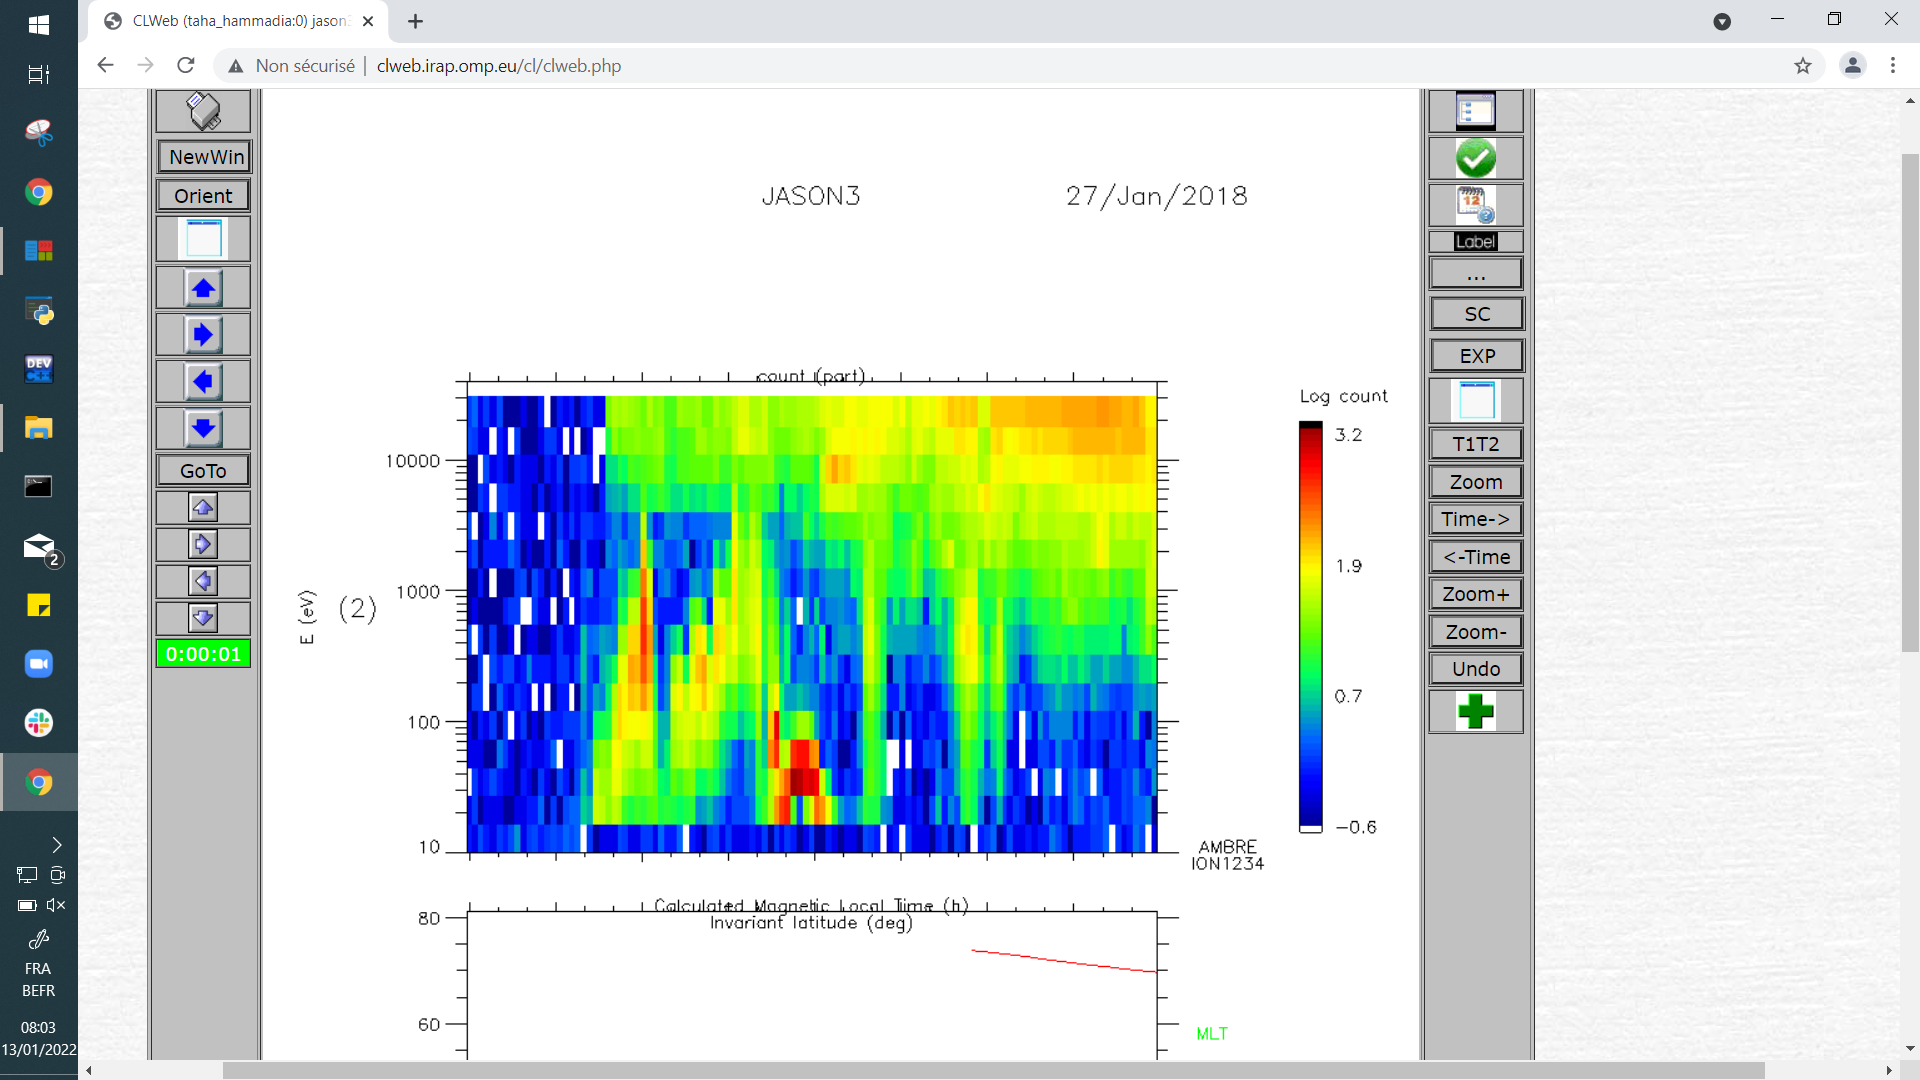 CLWeb (taha_hammadia:0) jason3
Non sécurisé
clweb.irap.omp.eu/cl/clweb.php
NewWin
Orient
GoTo
0:00:01
JASON3
27/Jan/2018
count (part)
E (eV)
(2)
10000
1000
100
10
Log count
3.2
1.9
0.7
−0.6
AMBRE
ION1234
Calculated Magnetic Local Time (h)
Invariant latitude (deg)
80
60
MLT
12
Label
...
SC
EXP
T1T2
Zoom
Time->
<-Time
Zoom+
Zoom-
Undo
DEV
C++
2
FRA
BEFR
08:03
13/01/2022